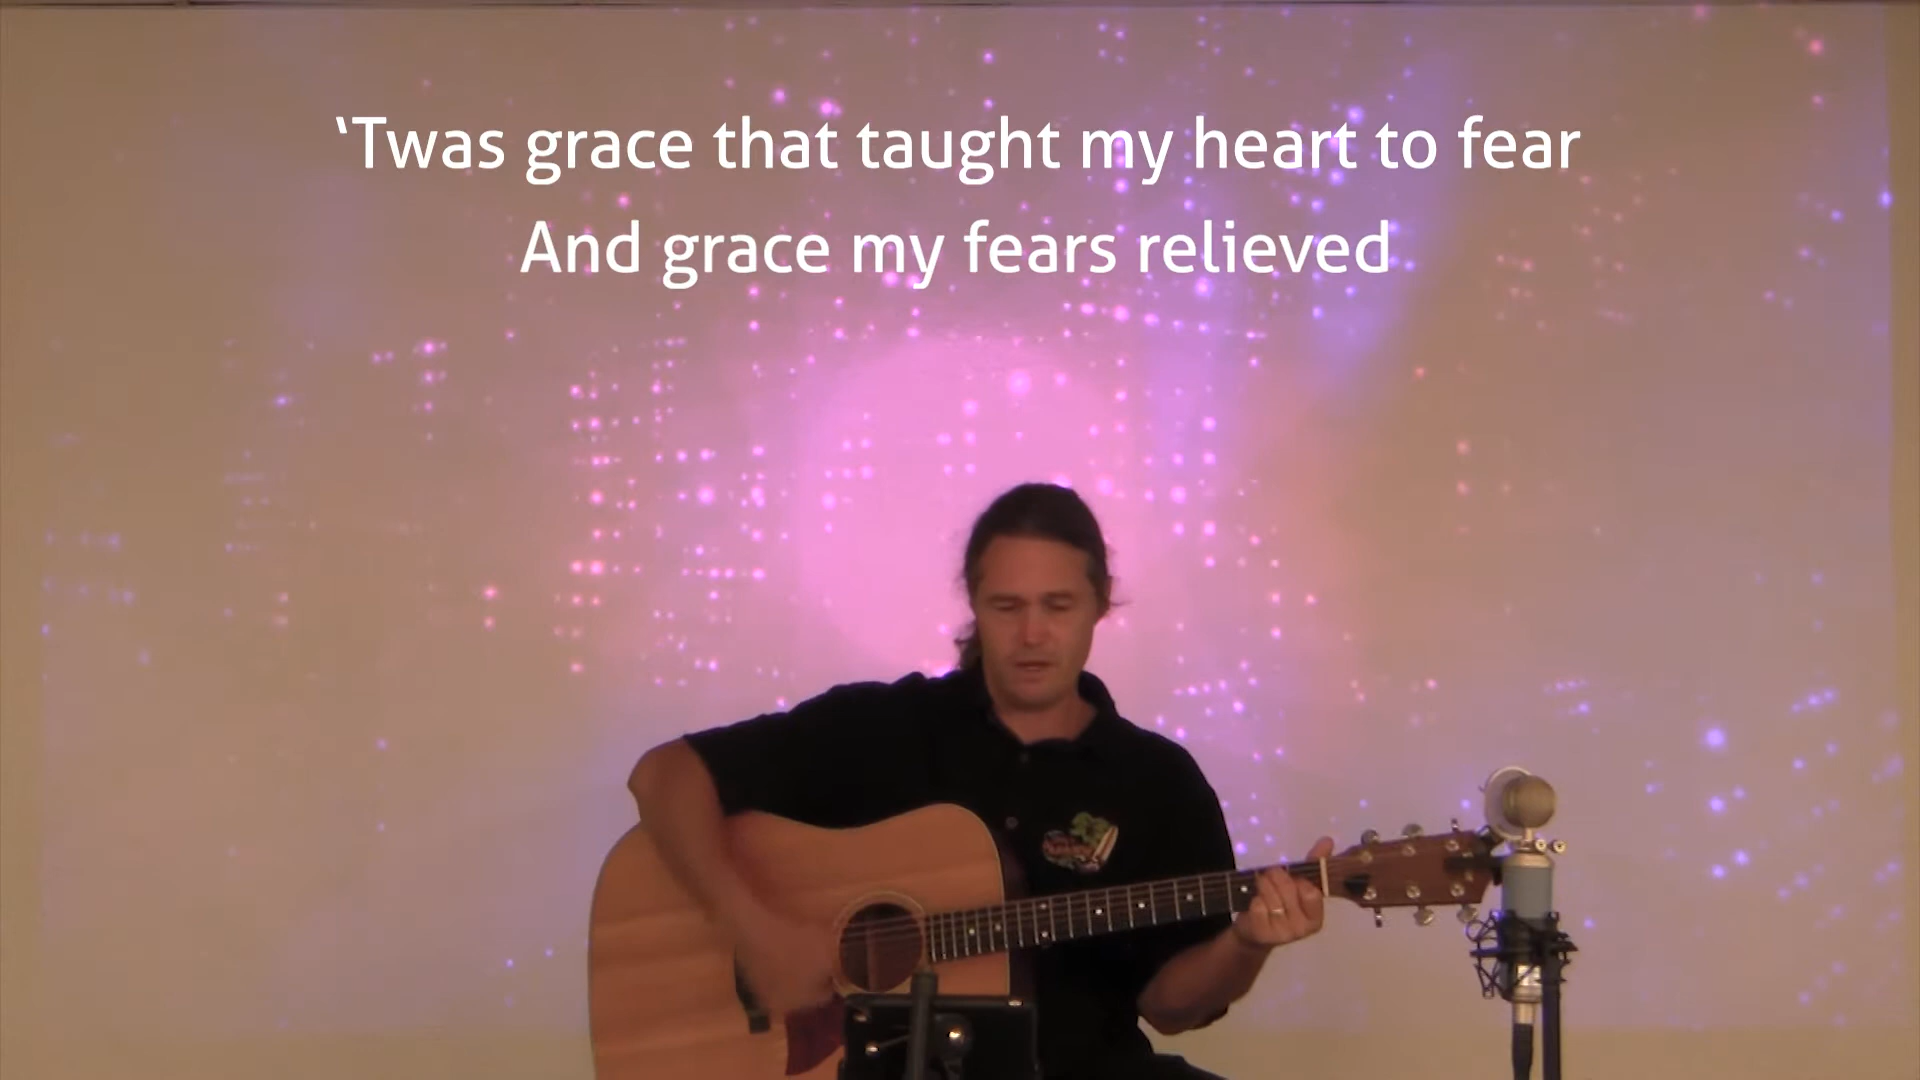 ‘Twas grace that taught my heart to fear
And grace my fears relieved